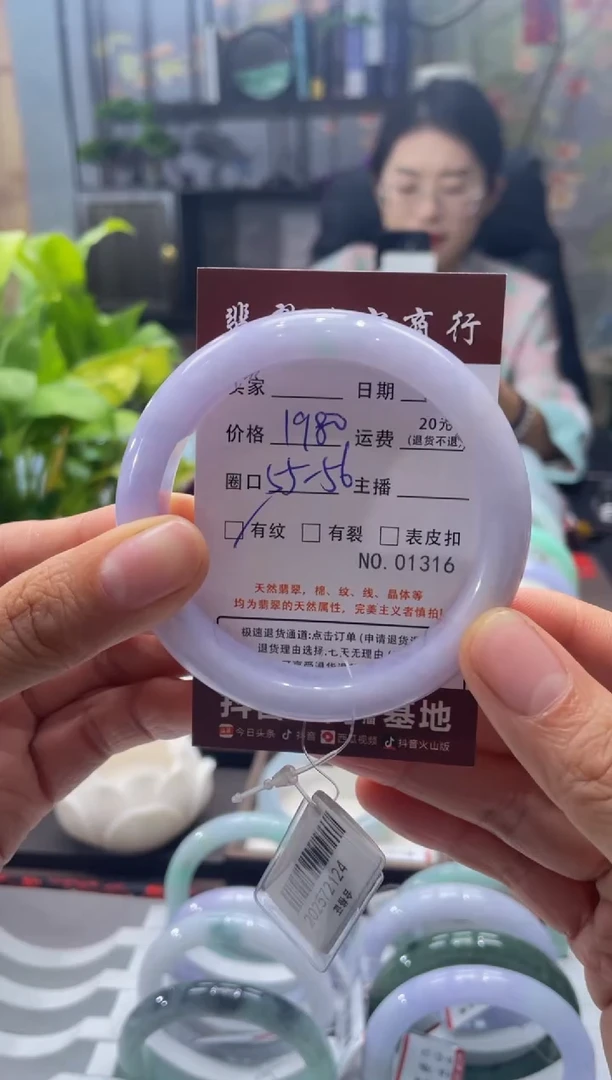 翡 商行
买家 日期
价格 1980 运费 20元 (退货不退)
圈口 55-56 主播
有纹 有裂 表皮扣
NO.01316
天然翡翠，棉、纹、线、晶体等
均为翡翠的天然属性，完美主义者慎拍!
极速退货通道:点击订单(申请退货
退货理由选择.七天无理由
基地
今日头条 抖音 西瓜视频 抖音火山版